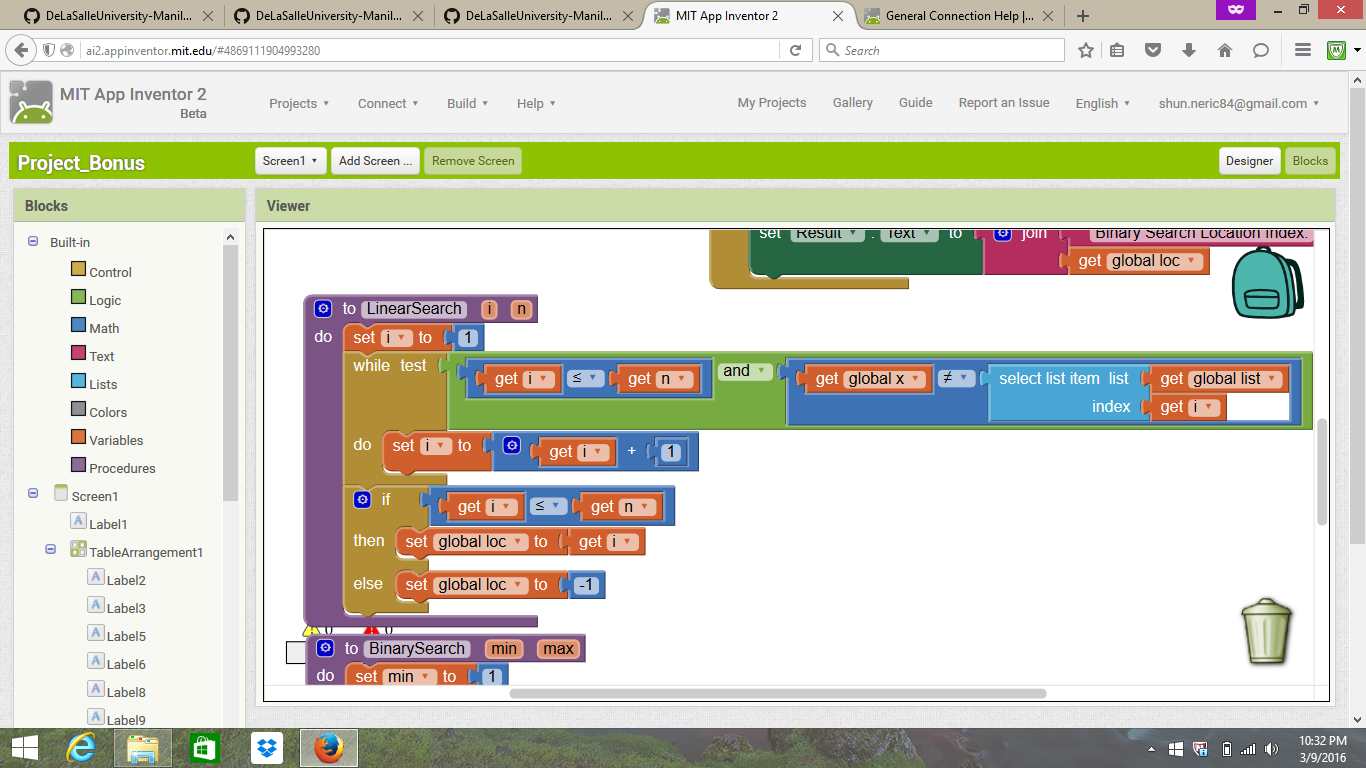 DeLaSalleUniversity-Manil...
DeLaSalleUniversity-Manil...
DeLaSalleUniversity-Manil...
MIT App Inventor 2
General Connection Help |...
ai2.appinventor.mit.edu/#4869111904993280
Search
MIT App Inventor 2
Beta
Projects
Connect
Build
Help
My Projects
Gallery
Guide
Report an Issue
English
shun.neric84@gmail.com
Project_Bonus
Screen1
Add Screen ...
Remove Screen
Designer
Blocks
Blocks
Built-in
Control
Logic
Math
Text
Lists
Colors
Variables
Procedures
Screen1
Label1
TableArrangement1
Label2
Label3
Label5
Label6
Label8
Label9
Viewer
set Result . Text to join Binary Search Location Index:
get global loc
to LinearSearch i n
do set i to 1
while test get i ≤ get n and get global x ≠ select list item list get global list
index get i
do set i to get i + 1
if get i ≤ get n
then set global loc to get i
else set global loc to -1
0 0
to BinarySearch min max
do set min to 1
10:32 PM
3/9/2016